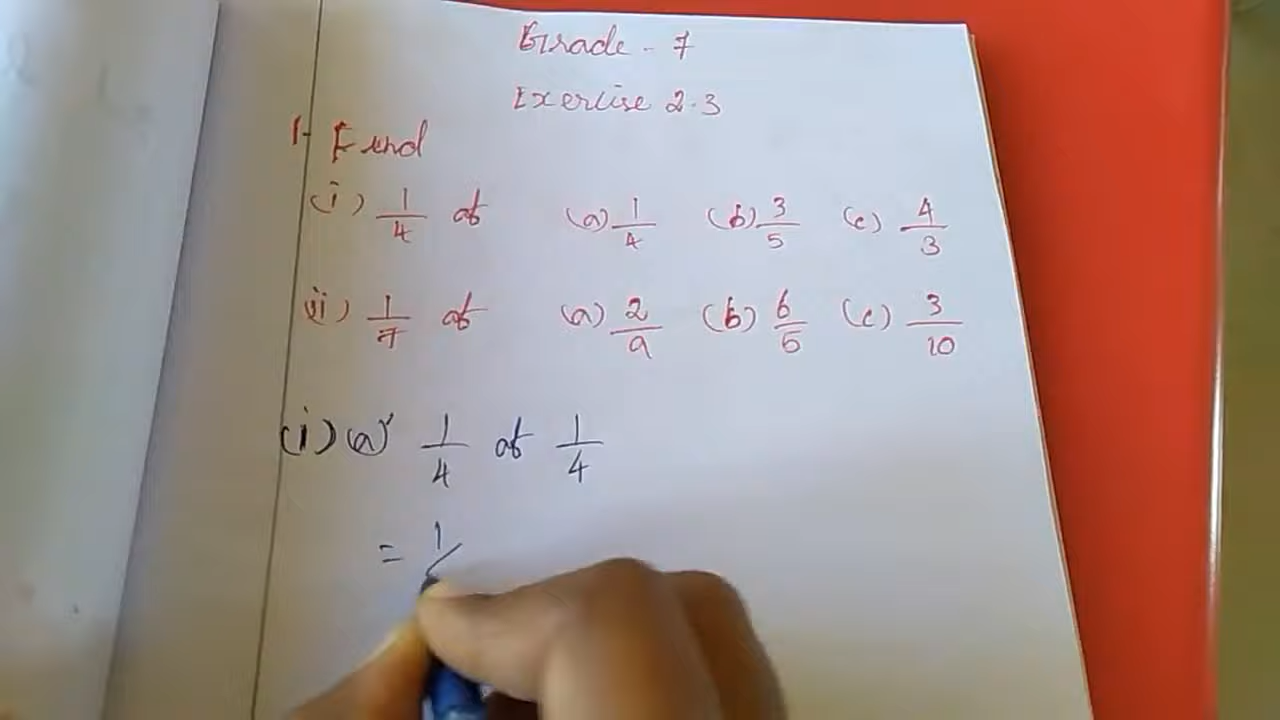 Grade - 7
Exercise 2.3
1. Find
(i) 1/4 of (a) 1/4 (b) 3/5 (c) 4/3
(ii) 1/7 of (a) 2/9 (b) 6/5 (c) 3/10
(i) (a) 1/4 of 1/4
= 1/